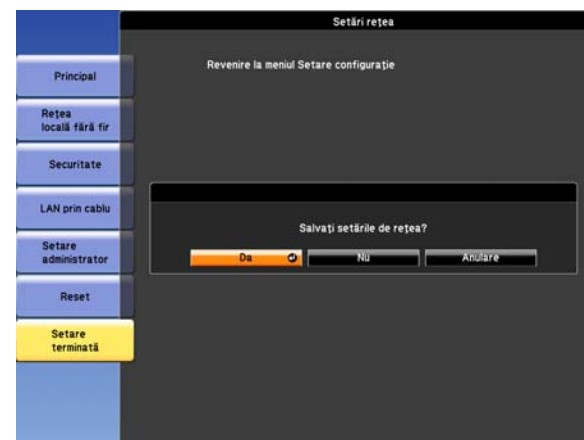 Setări rețea
Revenire la meniul Setare configurație
Principal
Rețea
locală fără fir
Securitate
LAN prin cablu
Setare
administrator
Reset
Setare
terminată
Salvați setările de rețea?
Da
Nu
Anulare